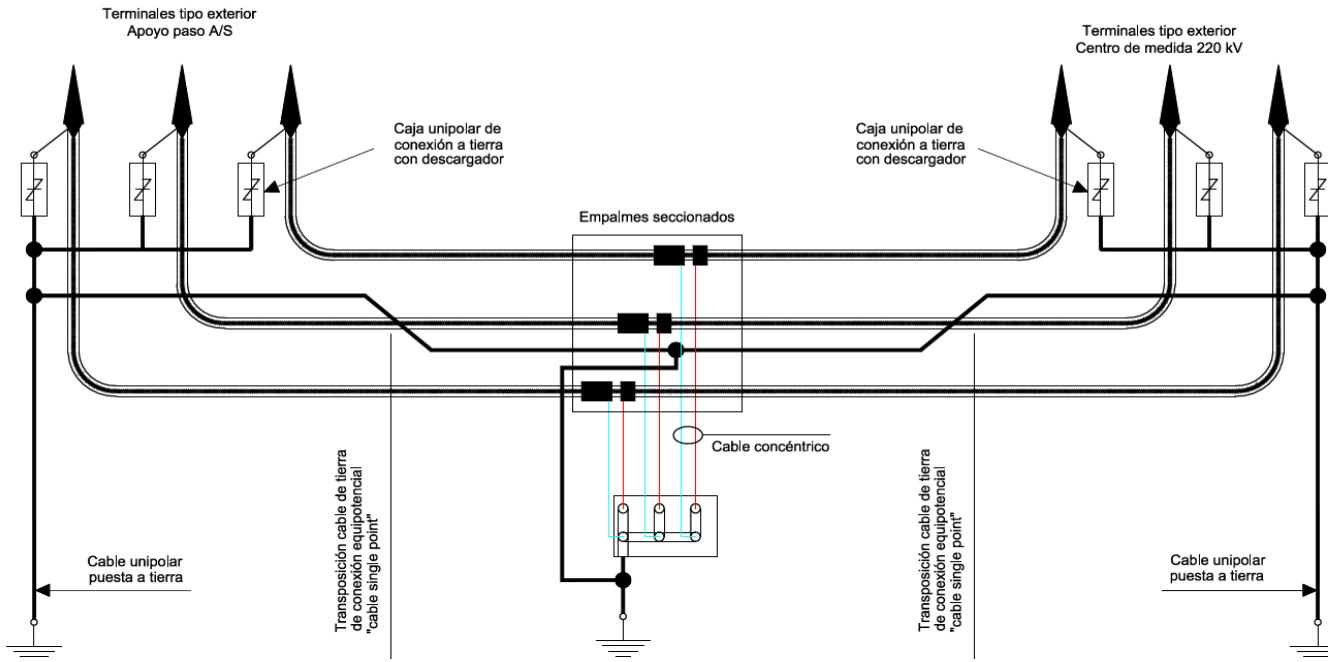 Terminales tipo exterior
Apoyo paso A/S
Terminales tipo exterior
Centro de medida 220 kV
Caja unipolar de
conexión a tierra
con descargador
Caja unipolar de
conexión a tierra
con descargador
Empalmes seccionados
Cable concéntrico
Transposición cable de tierra
de conexión equipotencial
"cable single point"
Transposición cable de tierra
de conexión equipotencial
"cable single point"
Cable unipolar
puesta a tierra
Cable unipolar
puesta a tierra